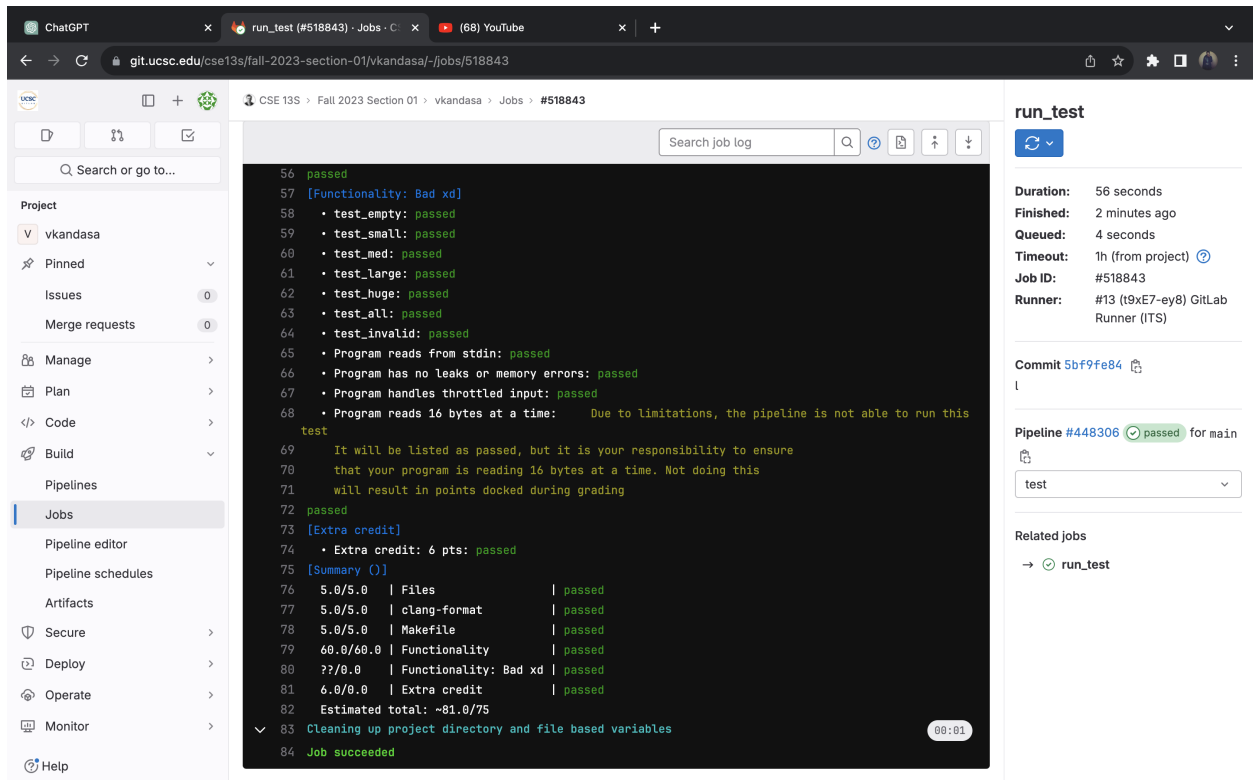 ChatGPT
run_test (#518843) · Jobs · C
(68) YouTube
git.ucsc.edu/cse13s/fall-2023-section-01/vkandasa/-/jobs/518843
UCSC
Search or go to...
Project
V vkandasa
Pinned
Issues 0
Merge requests 0
Manage
Plan
Code
Build
Pipelines
Jobs
Pipeline editor
Pipeline schedules
Artifacts
Secure
Deploy
Operate
Monitor
Help
CSE 13S > Fall 2023 Section 01 > vkandasa > Jobs > #518843
Search job log
56 passed
57 [Functionality: Bad xd]
58 • test_empty: passed
59 • test_small: passed
60 • test_med: passed
61 • test_large: passed
62 • test_huge: passed
63 • test_all: passed
64 • test_invalid: passed
65 • Program reads from stdin: passed
66 • Program has no leaks or memory errors: passed
67 • Program handles throttled input: passed
68 • Program reads 16 bytes at a time: Due to limitations, the pipeline is not able to run this
test
69 It will be listed as passed, but it is your responsibility to ensure
70 that your program is reading 16 bytes at a time. Not doing this
71 will result in points docked during grading
72 passed
73 [Extra credit]
74 • Extra credit: 6 pts: passed
75 [Summary ()]
76 5.0/5.0 | Files | passed
77 5.0/5.0 | clang-format | passed
78 5.0/5.0 | Makefile | passed
79 60.0/60.0 | Functionality | passed
80 ??/0.0 | Functionality: Bad xd | passed
81 6.0/0.0 | Extra credit | passed
82 Estimated total: ~81.0/75
83 Cleaning up project directory and file based variables 00:01
84 Job succeeded
run_test
Duration: 56 seconds
Finished: 2 minutes ago
Queued: 4 seconds
Timeout: 1h (from project)
Job ID: #518843
Runner: #13 (t9xE7-ey8) GitLab
Runner (ITS)
Commit 5bf9fe84
l
Pipeline #448306 passed for main
test
Related jobs
→ run_test